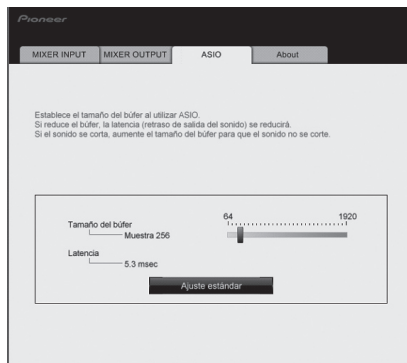 Pioneer
MIXER INPUT MIXER OUTPUT ASIO About
Establece el tamaño del búfer al utilizar ASIO.
Si reduce el búfer, la latencia (retraso de salida del sonido) se reducirá.
Si el sonido se corta, aumente el tamaño del búfer para que el sonido no se corte.
64 1920
Tamaño del búfer
Muestra 256
Latencia
5.3 msec
Ajuste estándar